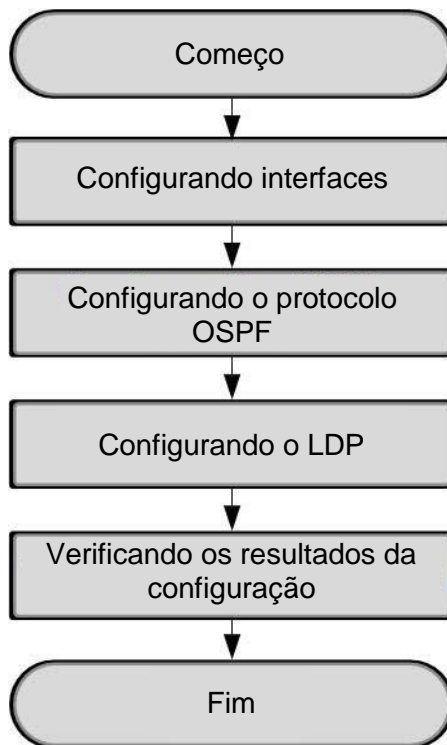 Começo
Configurando interfaces
Configurando o protocolo
OSPF
Configurando o LDP
Verificando os resultados da
configuração
Fim